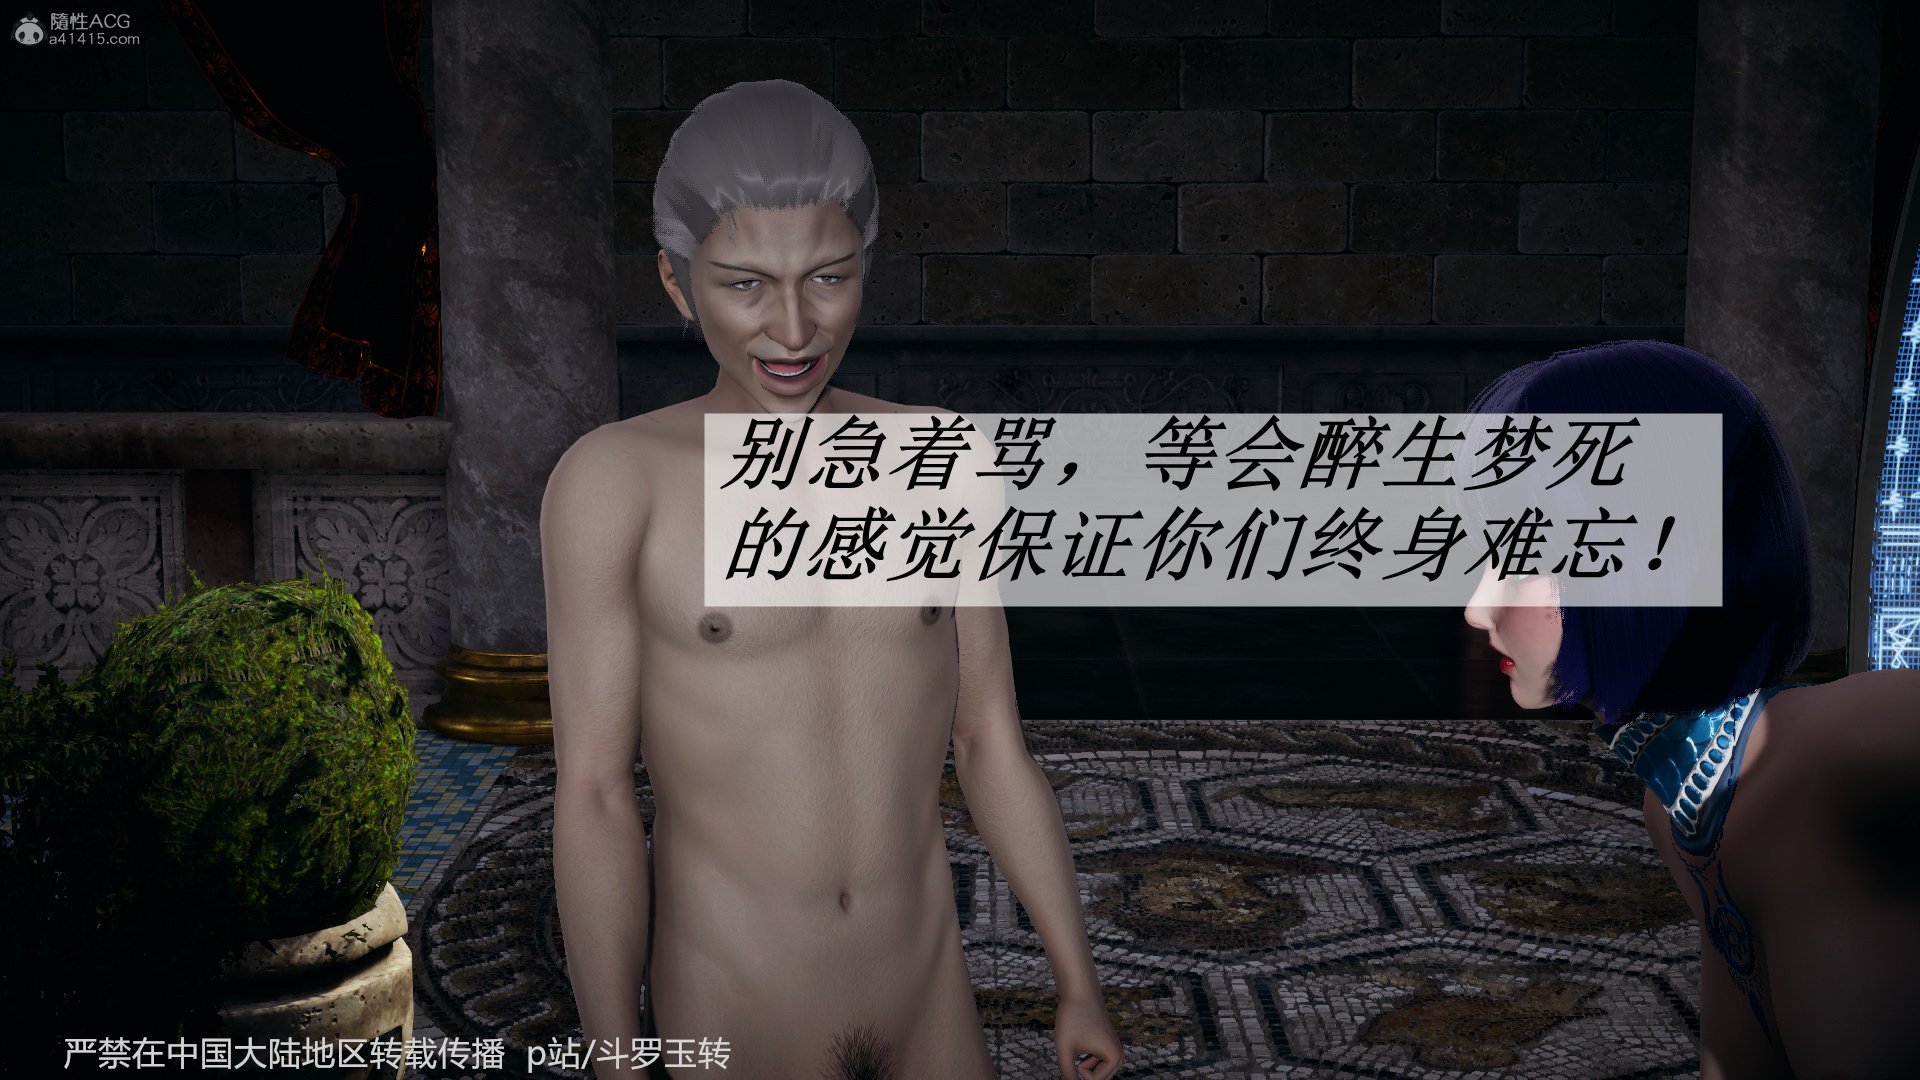 隨性ACG
a41415.com
别急着骂，等会醉生梦死
的感觉保证你们终身难忘！
严禁在中国大陆地区转载传播 p站/斗罗玉转